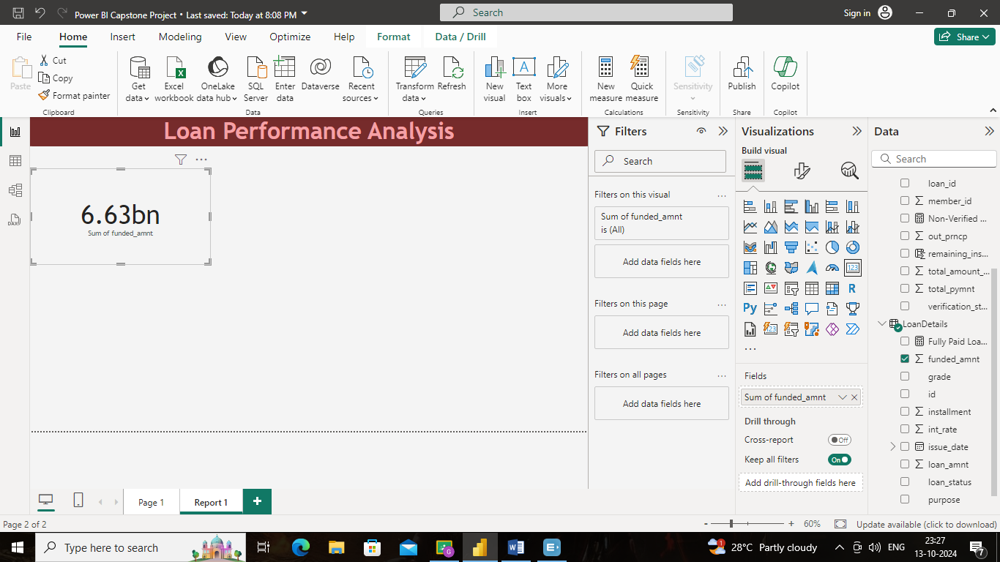 Power BI Capstone Project • Last saved: Today at 8:08 PM
Search
Sign in
File
Home
Insert
Modeling
View
Optimize
Help
Format
Data / Drill
Share
Paste
Cut
Copy
Format painter
Clipboard
Get data
Excel workbook
OneLake data hub
SQL Server
Enter data
Dataverse
Recent sources
Data
Transform data
Refresh
Queries
New visual
Text box
More visuals
Insert
New measure
Quick measure
Calculations
Sensitivity
Sensitivity
Publish
Share
Copilot
Copilot
Loan Performance Analysis
6.63bn
Sum of funded_amnt
Filters
Search
Filters on this visual
Sum of funded_amnt
is (All)
Add data fields here
Filters on this page
Add data fields here
Filters on all pages
Add data fields here
Visualizations
Build visual
Fields
Sum of funded_amnt
Drill through
Cross-report
Off
Keep all filters
On
Add drill-through fields here
Data
Search
loan_id
member_id
Non-Verified ...
out_prncp
remaining_ins...
total_amount_...
total_pymnt
verification_st...
LoanDetails
Fully Paid Loa...
funded_amnt
grade
id
installment
int_rate
issue_date
loan_amnt
loan_status
purpose
Page 1
Report 1
Page 2 of 2
60%
Update available (click to download)
Type here to search
28°C Partly cloudy
ENG
23:27
13-10-2024
7